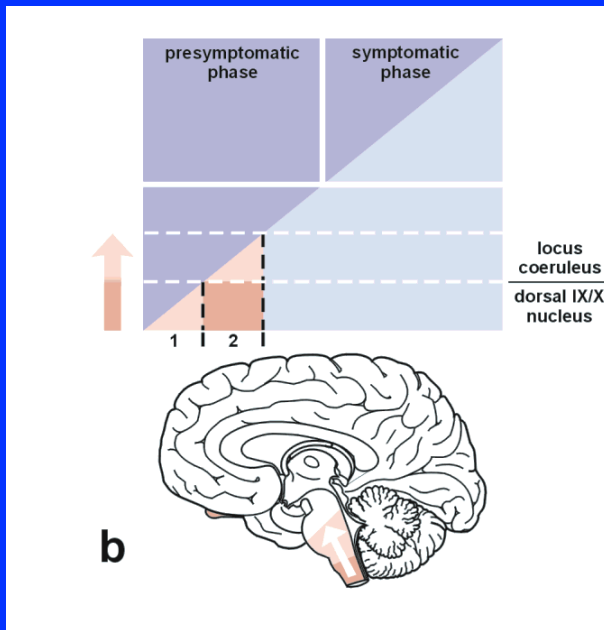 presymptomatic
phase
symptomatic
phase
locus
coeruleus
dorsal IX/X
nucleus
1 2
b